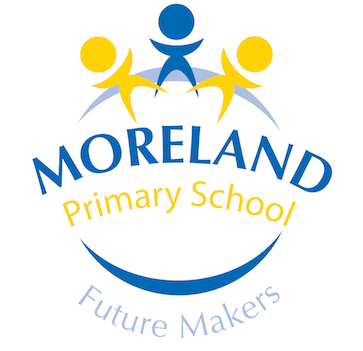 MORELAND
Primary School
Future Makers